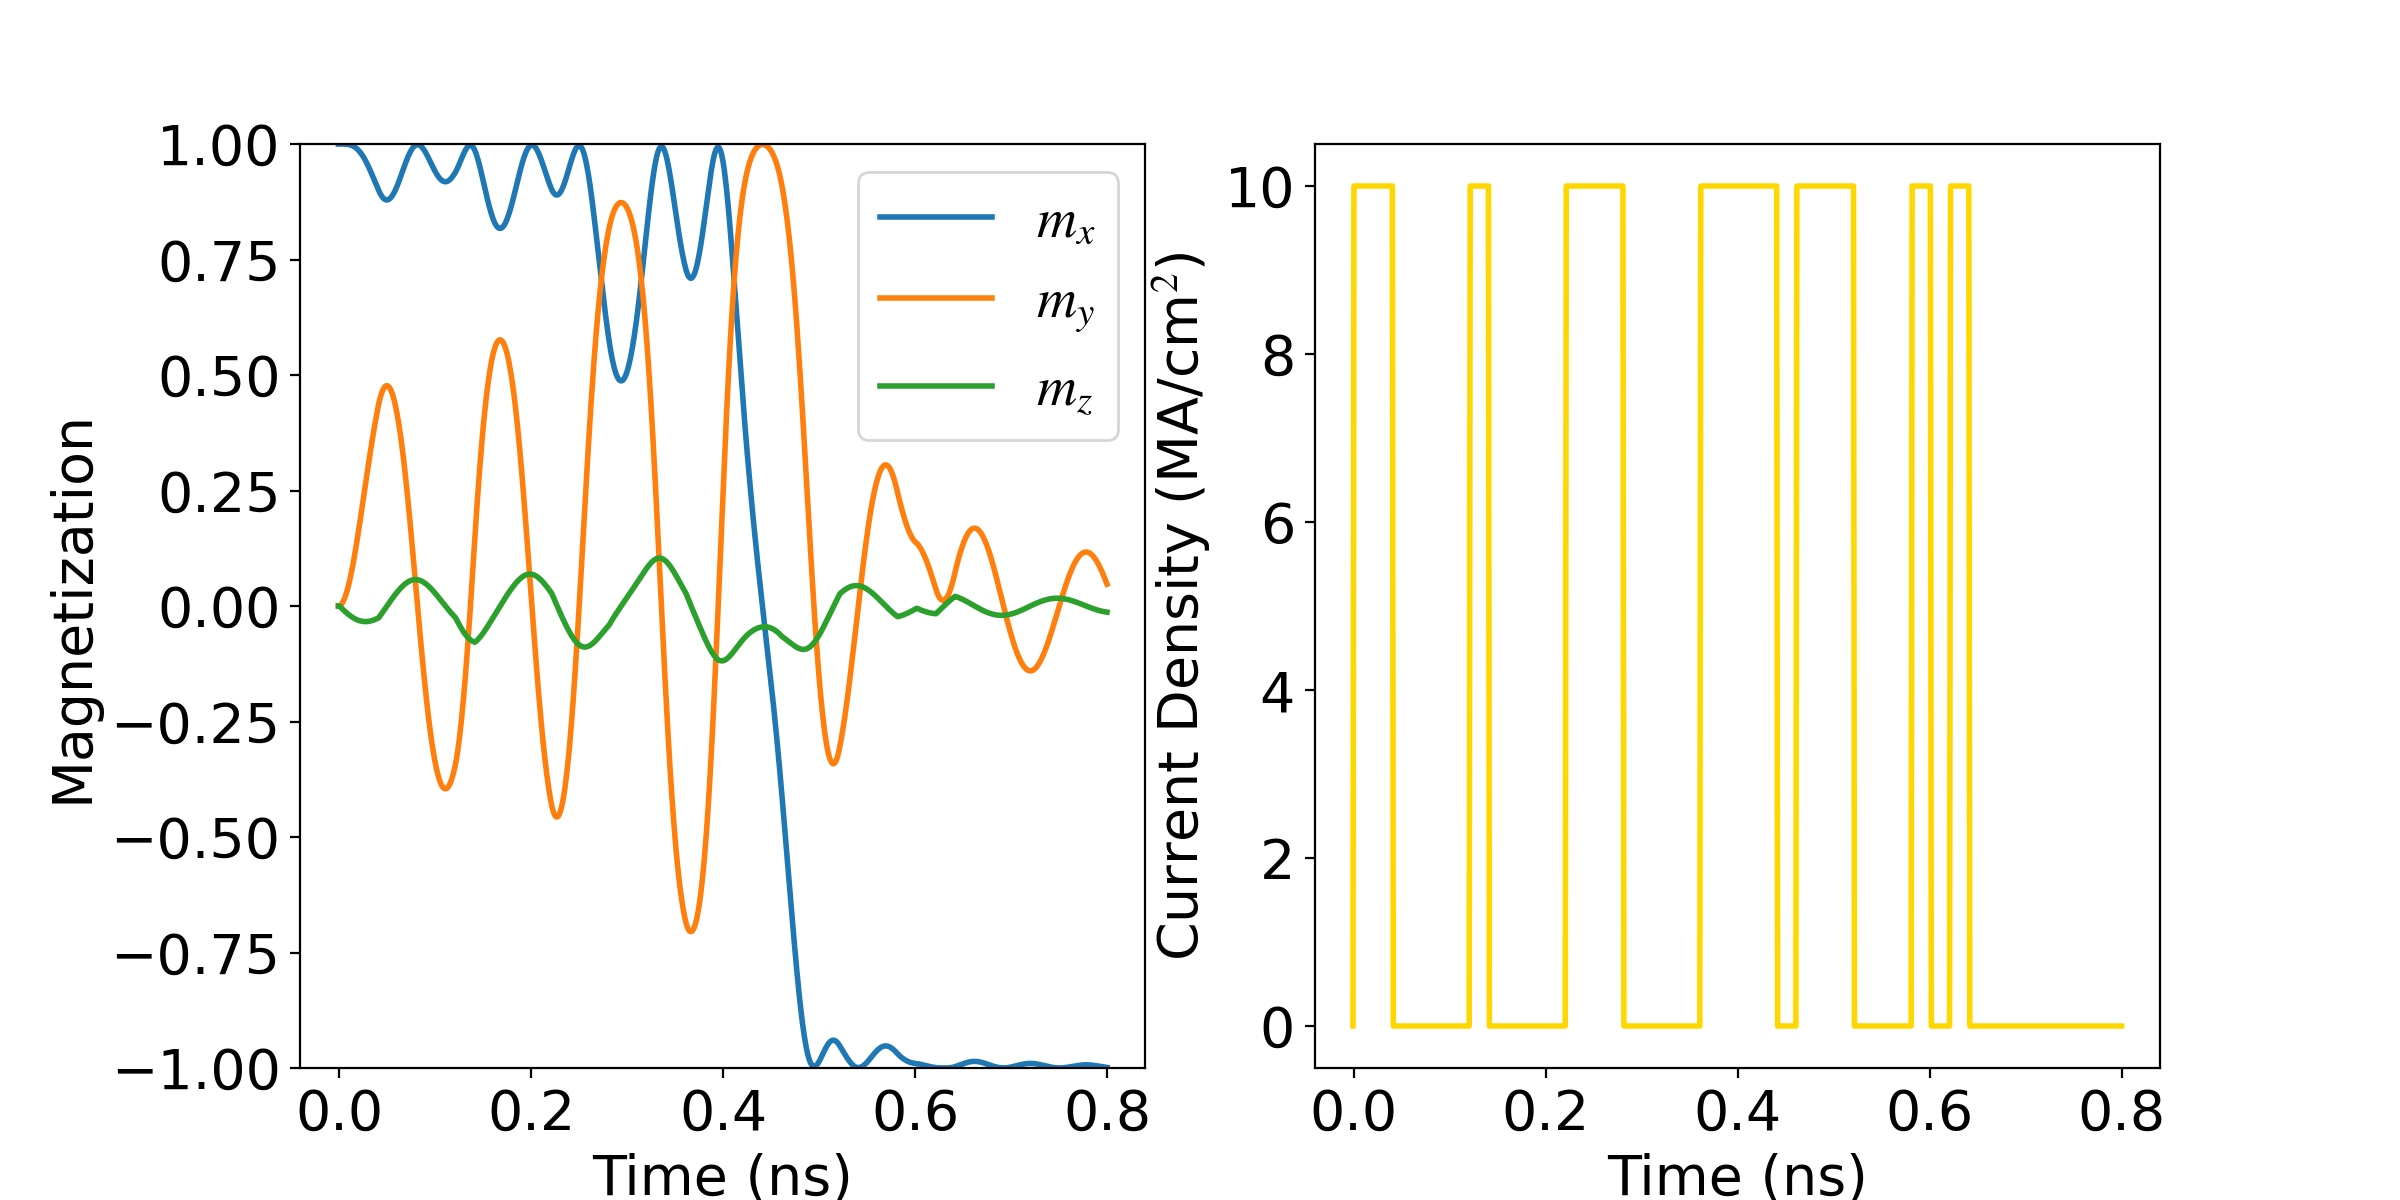 Magnetization
1.00
0.75
0.50
0.25
0.00
−0.25
−0.50
−0.75
−1.00
0.0 0.2 0.4 0.6 0.8
Time (ns)
m_x
m_y
m_z
Current Density (MA/cm²)
10
8
6
4
2
0
0.0 0.2 0.4 0.6 0.8
Time (ns)